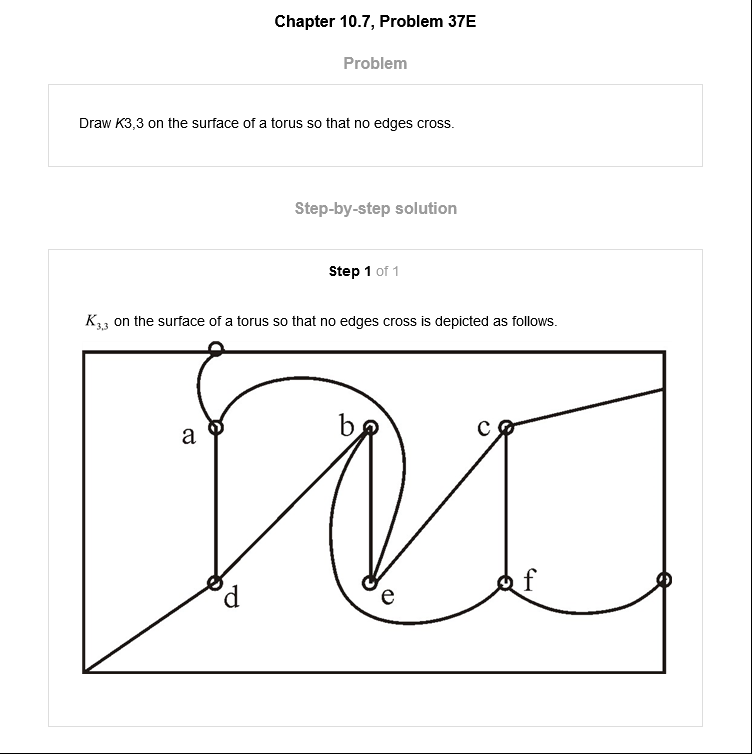 Chapter 10.7, Problem 37E
Problem
Draw K3,3 on the surface of a torus so that no edges cross.
Step-by-step solution
Step 1 of 1
K3,3 on the surface of a torus so that no edges cross is depicted as follows.
a b c
d e f